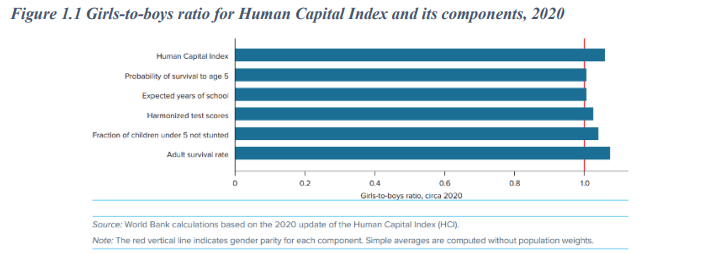 Figure 1.1 Girls-to-boys ratio for Human Capital Index and its components, 2020
Human Capital Index
Probability of survival to age 5
Expected years of school
Harmonized test scores
Fraction of children under 5 not stunted
Adult survival rate
0 0.2 0.4 0.6 0.8 1.0
Girls-to-boys ratio, circa 2020
Source: World Bank calculations based on the 2020 update of the Human Capital Index (HCI).
Note: The red vertical line indicates gender parity for each component. Simple averages are computed without population weights.